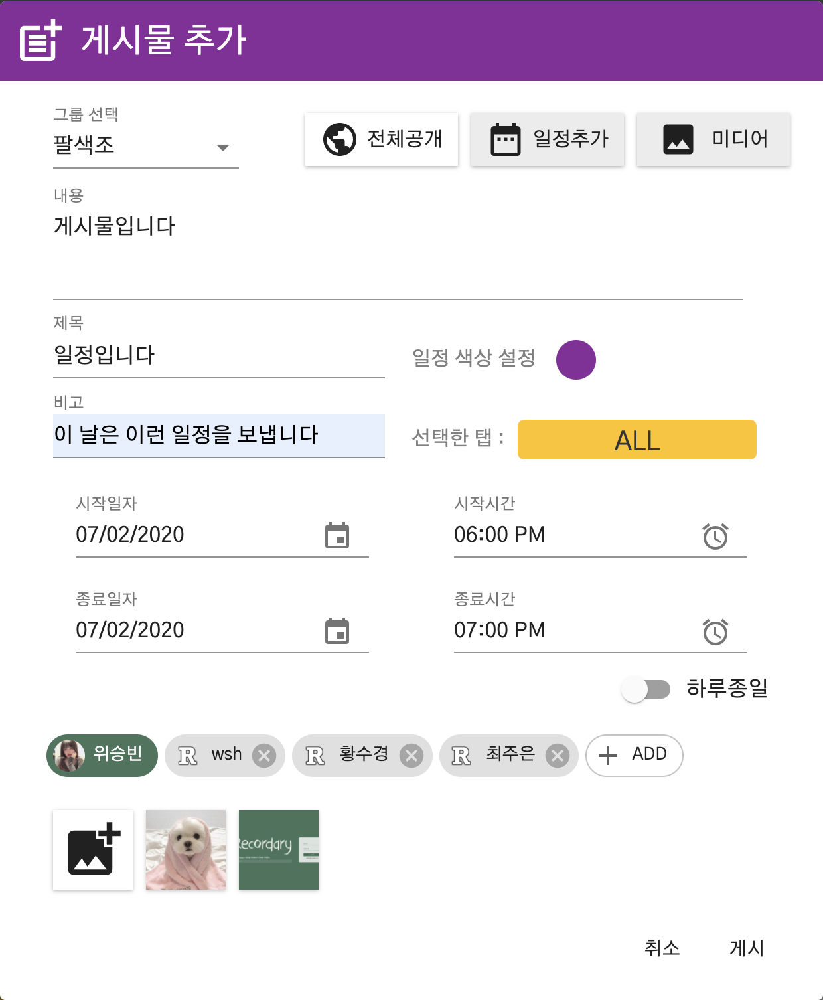 게시물 추가
그룹 선택
팔색조
전체공개
일정추가
미디어
내용
게시물입니다
제목
일정입니다
일정 색상 설정
비고
이 날은 이런 일정을 보냅니다
선택한 탭 :
ALL
시작일자
07/02/2020
시작시간
06:00 PM
종료일자
07/02/2020
종료시간
07:00 PM
하루종일
위승빈
R wsh
R 황수경
R 최주은
ADD
Recordary
취소
게시